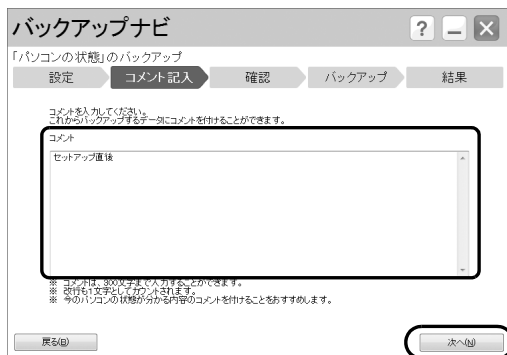 バックアップナビ
?
「パソコンの状態」のバックアップ
設定 コメント記入 確認 バックアップ 結果
コメントを入力してください。
これからバックアップするデータにコメントを付けることができます。
コメント
セットアップ直後
※ コメントは、300文字まで入力することができます。
※ 改行も1文字としてカウントされます。
※ 今のパソコンの状態が分かる内容のコメントを付けることをおすすめします。
戻る(B) 次へ(N)